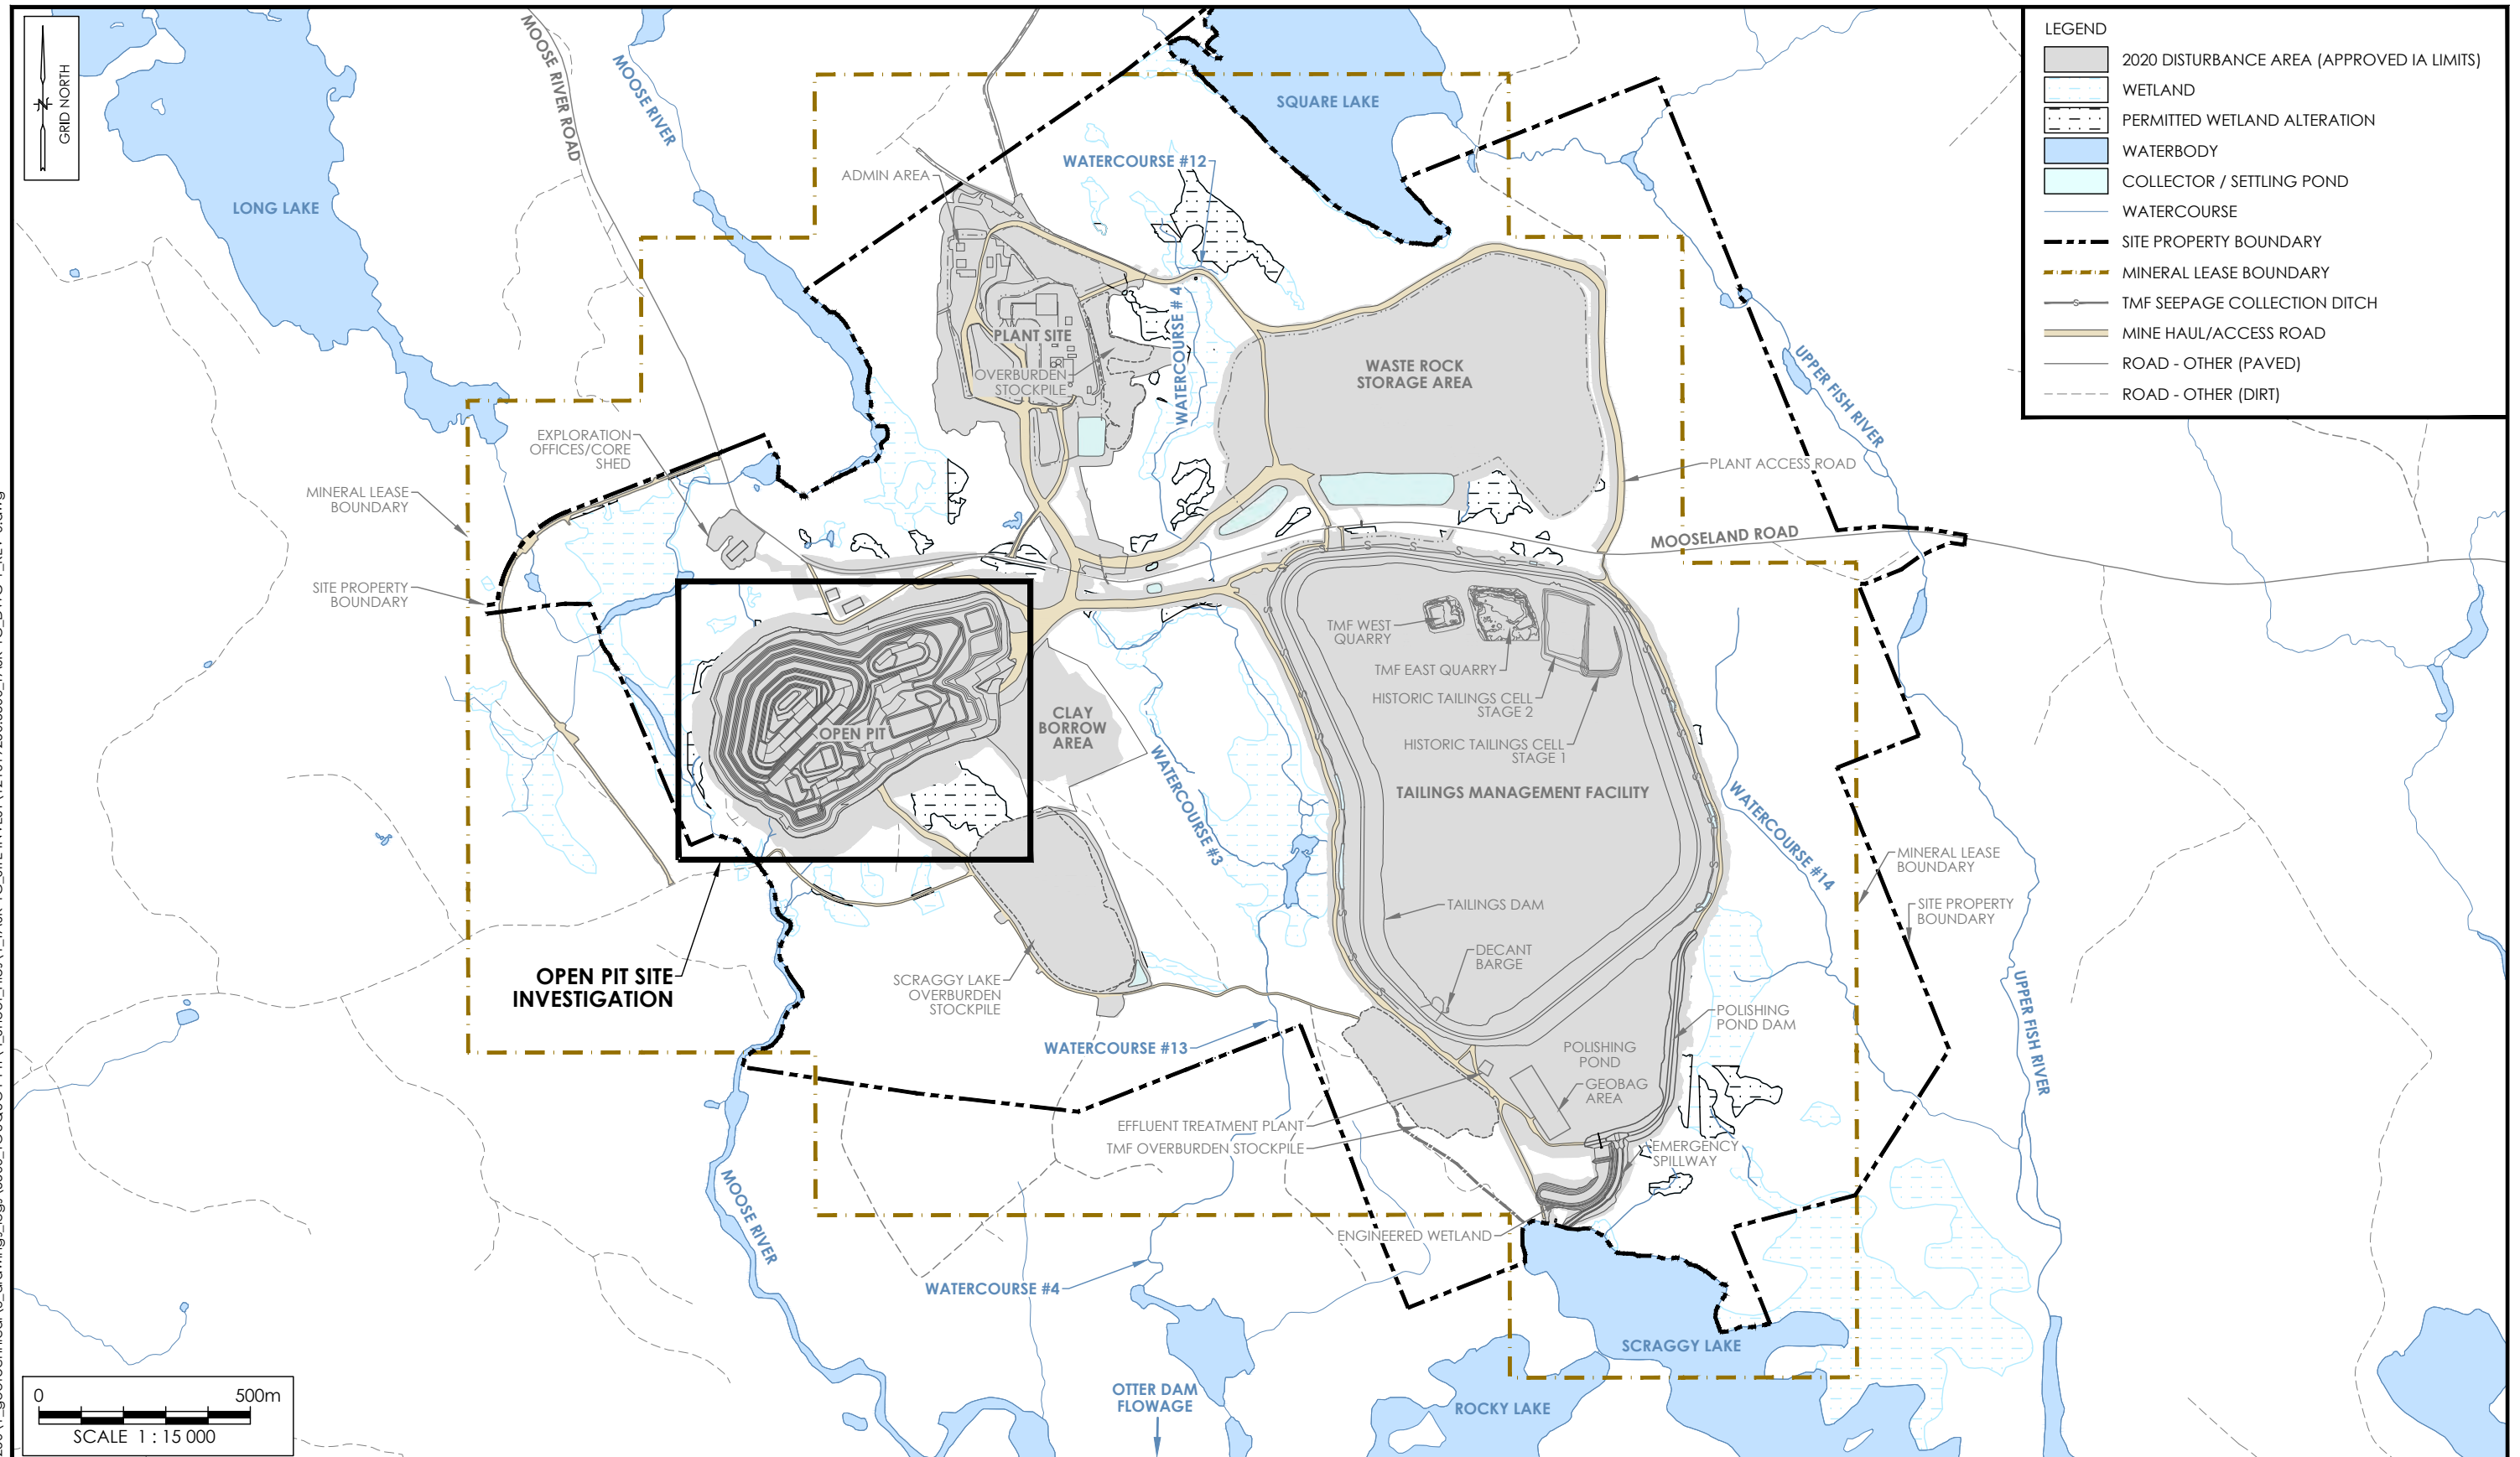 GRID NORTH
N
LEGEND
2020 DISTURBANCE AREA (APPROVED IA LIMITS)
WETLAND
PERMITTED WETLAND ALTERATION
WATERBODY
COLLECTOR / SETTLING POND
WATERCOURSE
SITE PROPERTY BOUNDARY
MINERAL LEASE BOUNDARY
TMF SEEPAGE COLLECTION DITCH
MINE HAUL/ACCESS ROAD
ROAD - OTHER (PAVED)
ROAD - OTHER (DIRT)
MOOSE RIVER ROAD
MOOSE RIVER
SQUARE LAKE
WATERCOURSE #12
ADMIN AREA
LONG LAKE
PLANT SITE
OVERBURDEN
STOCKPILE
WATERCOURSE # 4
WASTE ROCK
STORAGE AREA
UPPER FISH RIVER
EXPLORATION
OFFICES/CORE
SHED
PLANT ACCESS ROAD
MINERAL LEASE
BOUNDARY
MOOSELAND ROAD
SITE PROPERTY
BOUNDARY
TMF WEST
QUARRY
TMF EAST QUARRY
HISTORIC TAILINGS CELL
STAGE 2
HISTORIC TAILINGS CELL
STAGE 1
CLAY
BORROW
AREA
OPEN PIT
WATERCOURSE #3
TAILINGS MANAGEMENT FACILITY
WATERCOURSE #14
MINERAL LEASE
BOUNDARY
SITE PROPERTY
BOUNDARY
TAILINGS DAM
DECANT
BARGE
OPEN PIT SITE
INVESTIGATION
SCRAGGY LAKE
OVERBURDEN
STOCKPILE
POLISHING
POND DAM
UPPER FISH RIVER
WATERCOURSE #13
POLISHING
POND
GEOBAG
AREA
EFFLUENT TREATMENT PLANT
TMF OVERBURDEN STOCKPILE
EMERGENCY
SPILLWAY
MOOSE RIVER
ENGINEERED WETLAND
WATERCOURSE #4
SCRAGGY LAKE
OTTER DAM
FLOWAGE
ROCKY LAKE
0 500m
SCALE 1 : 15 000